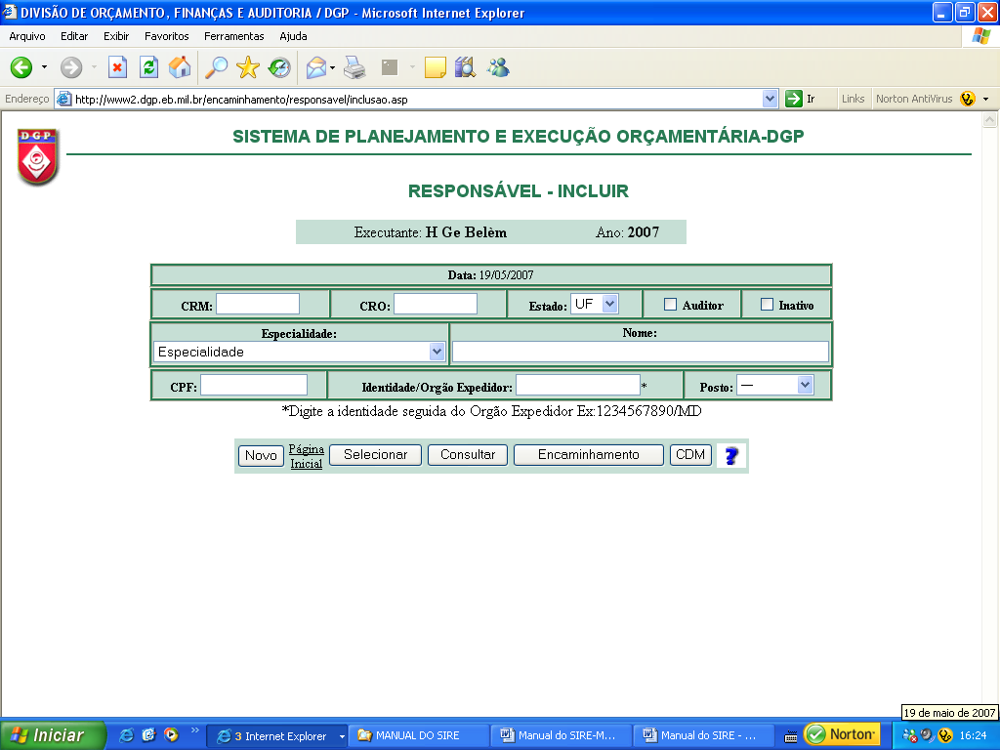 DIVISÃO DE ORÇAMENTO, FINANÇAS E AUDITORIA / DGP - Microsoft Internet Explorer
Arquivo Editar Exibir Favoritos Ferramentas Ajuda
Endereço http://www2.dgp.eb.mil.br/encaminhamento/responsavel/inclusao.asp Ir Links Norton AntiVirus
DGP
SISTEMA DE PLANEJAMENTO E EXECUÇÃO ORÇAMENTÁRIA-DGP
RESPONSÁVEL - INCLUIR
Executante: H Ge Belèm Ano: 2007
Data: 19/05/2007
CRM: CRO: Estado: UF Auditor Inativo
Especialidade: Nome:
Especialidade
CPF: Identidade/Orgão Expedidor: * Posto: ---
*Digite a identidade seguida do Orgão Expedidor Ex:1234567890/MD
Novo Página Inicial Selecionar Consultar Encaminhamento CDM ?
19 de maio de 2007
Iniciar » 3 Internet Explorer MANUAL DO SIRE Manual do SIRE-M... Manual do SIRE - ... Norton 16:24